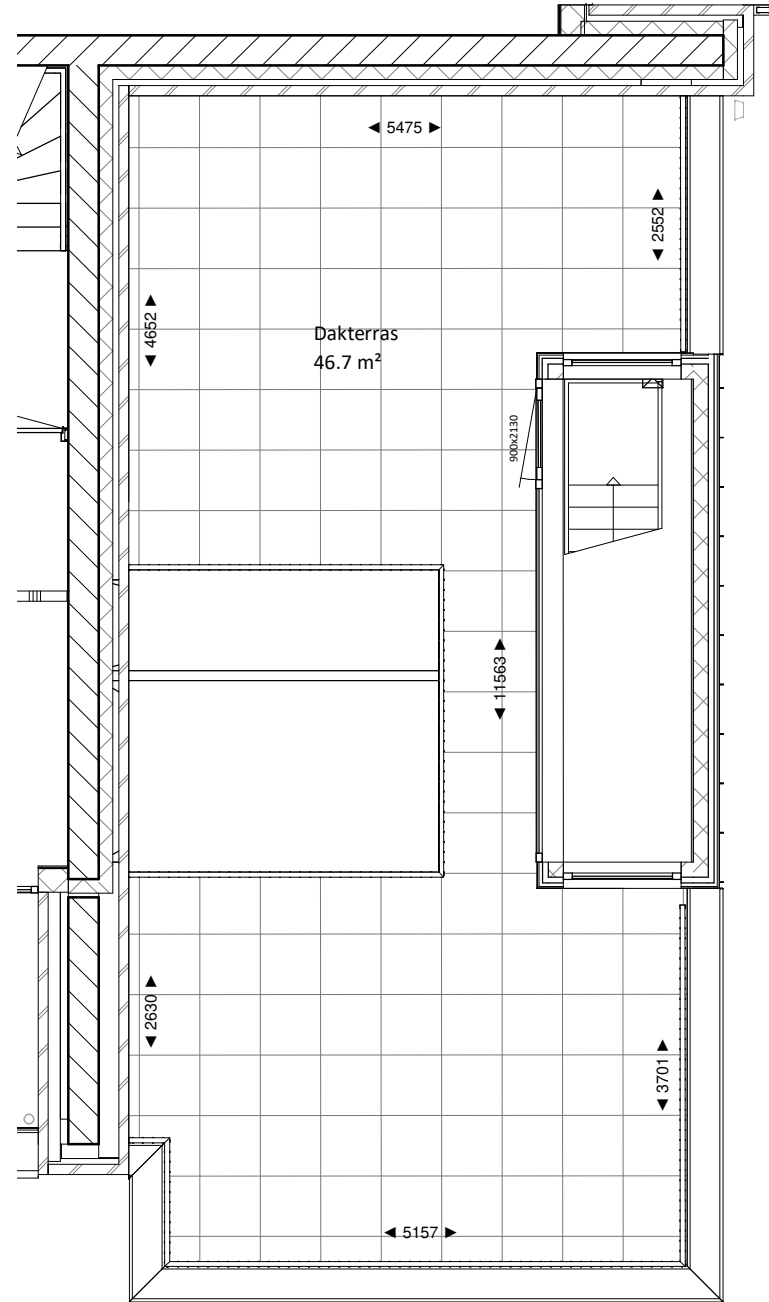 ◄ 5475 ►
◄ 2552 ►
◄ 4652 ►
Dakterras
46.7 m²
900x2130
◄ 11563 ►
◄ 2630 ►
◄ 3701 ►
◄ 5157 ►